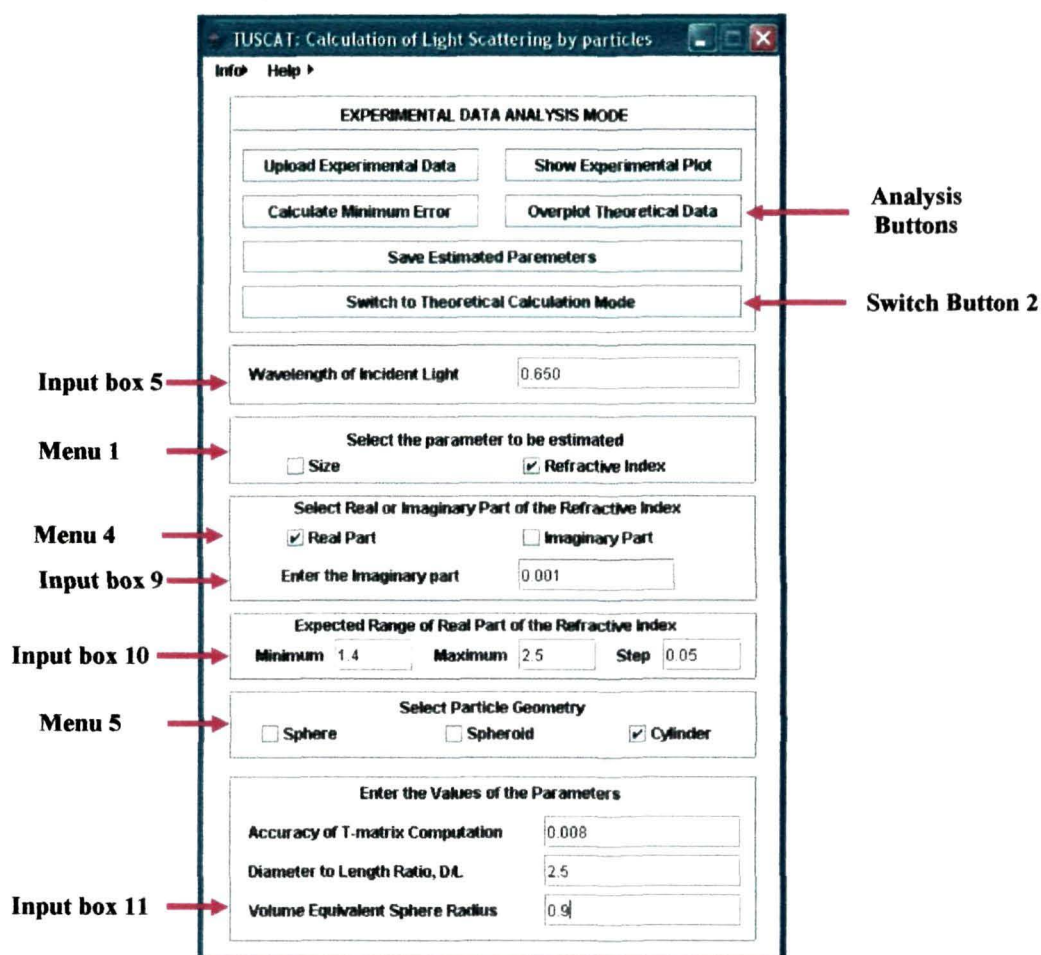 TUSCAT: Calculation of Light Scattering by particles
Info Help
EXPERIMENTAL DATA ANALYSIS MODE
Upload Experimental Data Show Experimental Plot
Calculate Minimum Error Overplot Theoretical Data
Analysis
Buttons
Save Estimated Paremeters
Switch to Theoretical Calculation Mode
Switch Button 2
Input box 5
Wavelength of Incident Light 0.650
Menu 1
Select the parameter to be estimated
Size Refractive Index
Select Real or Imaginary Part of the Refractive Index
Menu 4
Real Part Imaginary Part
Input box 9
Enter the Imaginary part 0.001
Expected Range of Real Part of the Refractive Index
Input box 10
Minimum 1.4 Maximum 2.5 Step 0.05
Select Particle Geometry
Menu 5
Sphere Spheroid Cylinder
Enter the Values of the Parameters
Accuracy of T-matrix Computation 0.008
Diameter to Length Ratio, D/L 2.5
Input box 11
Volume Equivalent Sphere Radius 0.9